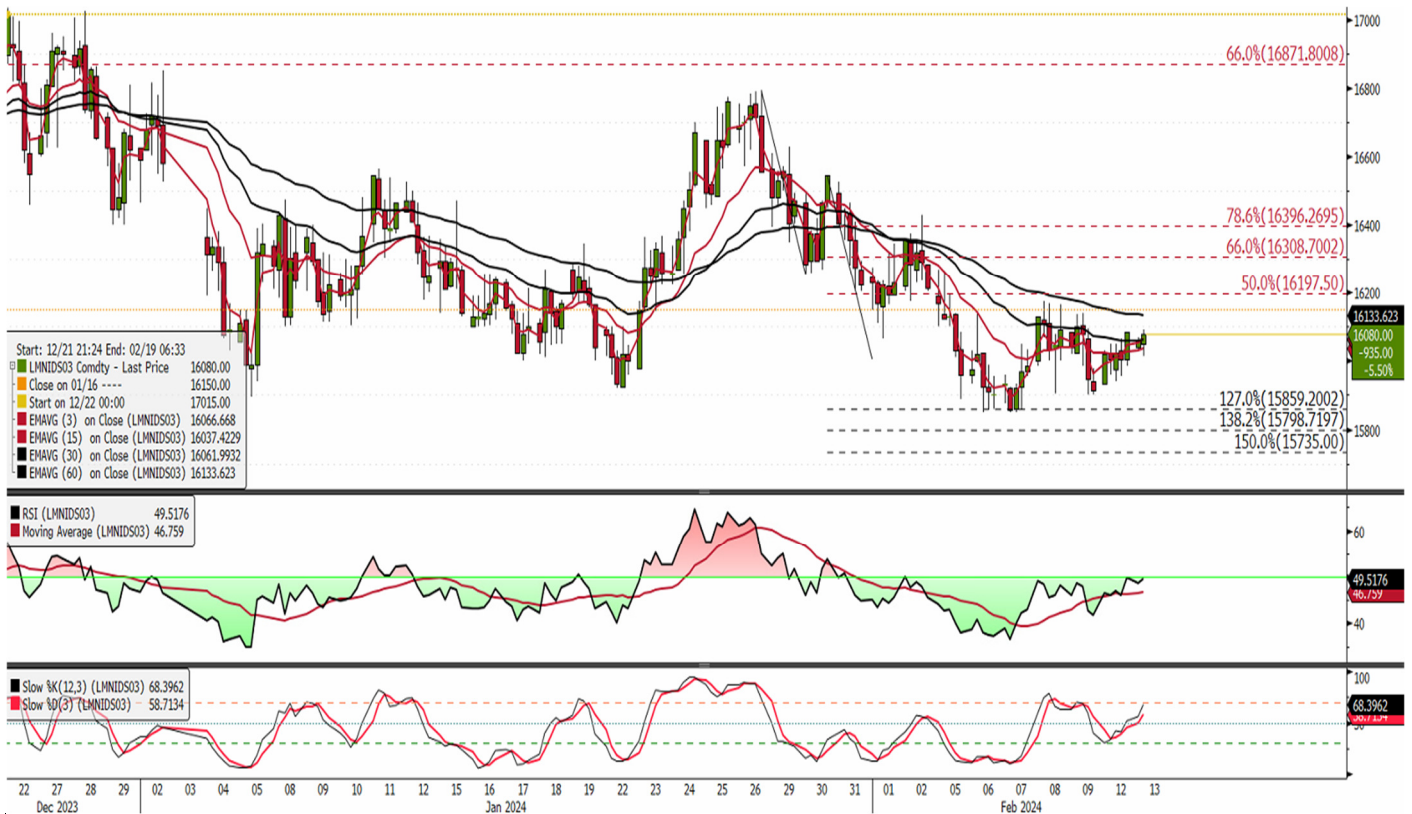 17000
66.0%(16871.8008)
16800
16600
78.6%(16396.2695)
16400
66.0%(16308.7002)
50.0%(16197.50)
16200
16133.623
16080.00
-935.00
-5.50%
127.0%(15859.2002)
138.2%(15798.7197)
15800
150.0%(15735.00)
Start: 12/21 21:24 End: 02/19 06:33
LMNIDS03 Comdty - Last Price 16080.00
Close on 01/16 ---- 16150.00
Start on 12/22 00:00 17015.00
EMAVG (3) on Close (LMNIDS03) 16066.668
EMAVG (15) on Close (LMNIDS03) 16037.4229
EMAVG (30) on Close (LMNIDS03) 16061.9932
EMAVG (60) on Close (LMNIDS03) 16133.623
RSI (LMNIDS03) 49.5176
Moving Average (LMNIDS03) 46.759
60
49.5176
46.759
40
Slow %K(12,3) (LMNIDS03) 68.3962
Slow %D(3) (LMNIDS03) 58.7134
100
68.3962
58.7134
50
22 27 28 29 02 03 04 05 08 09 10 11 12 15 16 17 18 19 22 23 24 25 26 29 30 31 01 02 05 06 07 08 09 12 13
Dec 2023 Jan 2024 Feb 2024